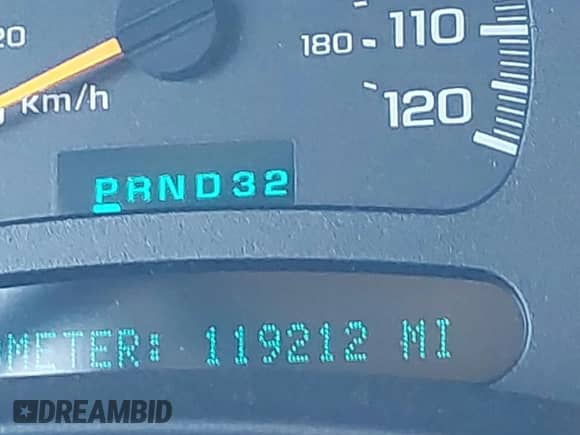 20
180
110
120
km/h
PRND32
METER: 119212 MI
DREAMBID